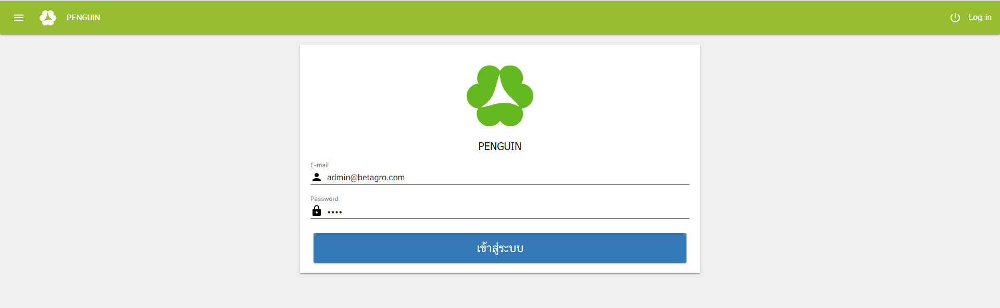 PENGUIN
Log-in
PENGUIN
E-mail
admin@betagro.com
Password
••••
เข้าสู่ระบบ